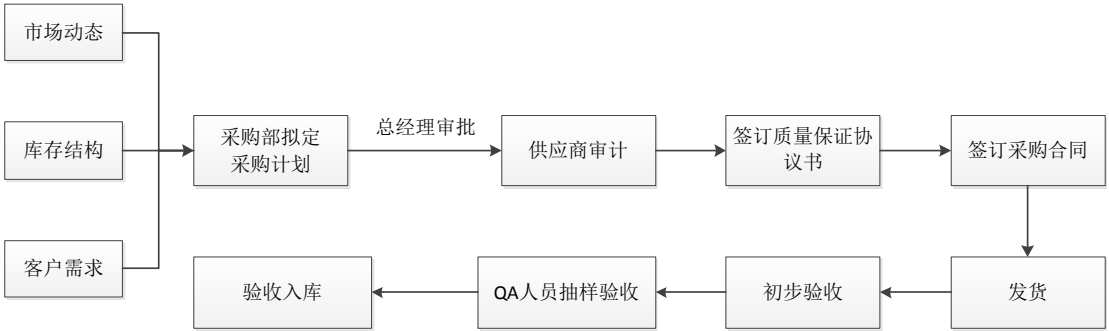 市场动态
库存结构
客户需求
采购部拟定
采购计划
总经理审批
供应商审计
签订质量保证协
议书
签订采购合同
发货
初步验收
QA人员抽样验收
验收入库